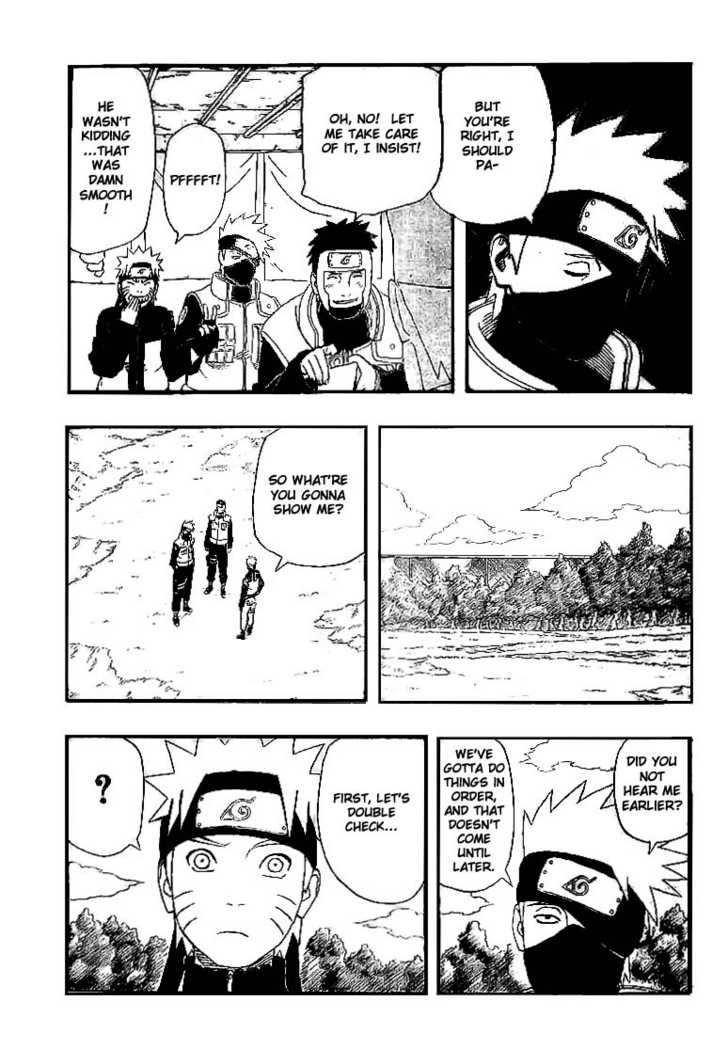 BUT
YOU'RE
RIGHT, I
SHOULD
PA-
OH, NO! LET
ME TAKE CARE
OF IT, I INSIST!
PFFFFT!
HE
WASN'T
KIDDING
...THAT
WAS
DAMN
SMOOTH
!
SO WHAT'RE
YOU GONNA
SHOW ME?
DID YOU
NOT
HEAR ME
EARLIER?
WE'VE
GOTTA DO
THINGS IN
ORDER,
AND THAT
DOESN'T
COME
UNTIL
LATER.
FIRST, LET'S
DOUBLE
CHECK...
?